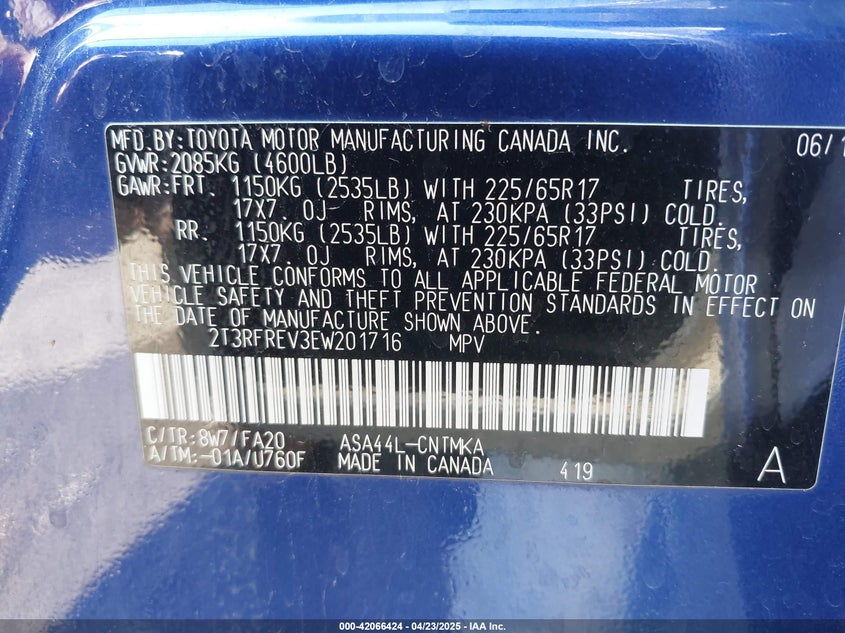 MFD.BY:TOYOTA MOTOR MANUFACTURING CANADA INC. 06/1
GVWR:2085KG (4600LB)
GAWR:FRT. 1150KG (2535LB) WITH 225/65R17 TIRES,
17X7. 0J- RIMS, AT 230KPA (33PSI) COLD.
RR. 1150KG (2535LB) WITH 225/65R17 TIRES,
17X7. 0J RIMS, AT 230KPA (33PSI) COLD.
THIS VEHICLE CONFORMS TO ALL APPLICABLE FEDERAL MOTOR
VEHICLE SAFETY AND THEFT PREVENTION STANDARDS IN EFFECT ON
THE DATE OF MANUFACTURE SHOWN ABOVE.
2T3RFREV3EW201716 MPV
C/TR:8W7/FA20 ASA44L-CNTMKA
A/TM:-01A/U760F MADE IN CANADA 419 A
000-42066424 - 04/23/2025 - IAA Inc.